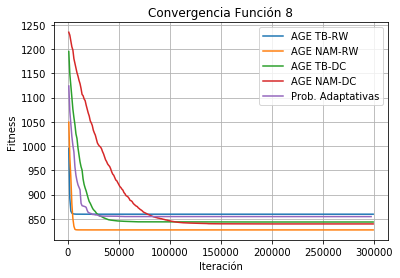 Convergencia Función 8
1250
1200
1150
1100
1050
1000
950
900
850
Fitness
AGE TB-RW
AGE NAM-RW
AGE TB-DC
AGE NAM-DC
Prob. Adaptativas
0 50000 100000 150000 200000 250000 300000
Iteración